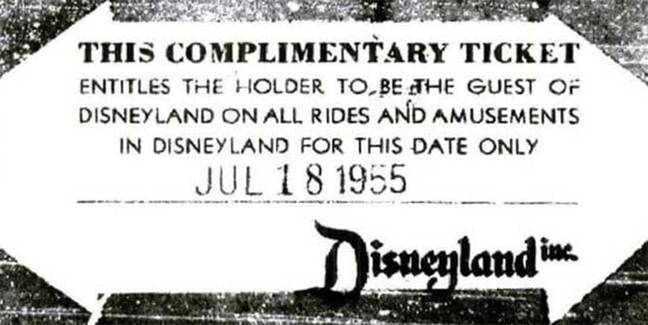 THIS COMPLIMENTARY TICKET
ENTITLES THE HOLDER TO BE THE GUEST OF
DISNEYLAND ON ALL RIDES AND AMUSEMENTS
IN DISNEYLAND FOR THIS DATE ONLY
JUL 18 1955
Disneyland inc.